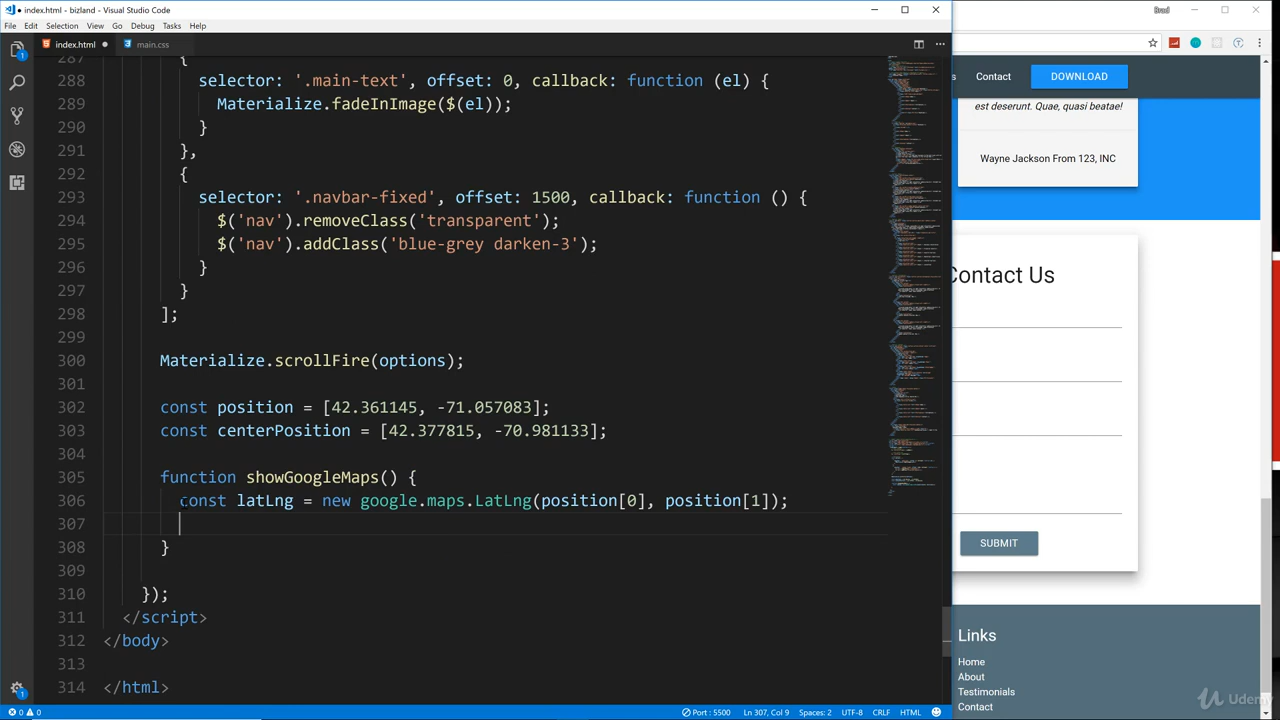 index.html - bizland - Visual Studio Code
Brad
File Edit Selection View Go Debug Tasks Help
index.html main.css
287 {
288 selector: '.main-text', offset: 0, callback: function (el) {
289 Materialize.fadeInImage($(el));
290 }
291 },
292 {
293 selector: '.navbar-fixed', offset: 1500, callback: function () {
294 $('nav').removeClass('transparent');
295 $('nav').addClass('blue-grey darken-3');
296 }
297 }
298 ];
299
300 Materialize.scrollFire(options);
301
302 const position = [42.3 145, -71.057083];
303 const centerPosition = [42.377815, -70.981133];
304
305 function showGoogleMaps() {
306 const latLng = new google.maps.LatLng(position[0], position[1]);
307
308 }
309
310 });
311 </script>
312 </body>
313
314 </html>
s Contact DOWNLOAD
est deserunt. Quae, quasi beatae!
Wayne Jackson From 123, INC
Contact Us
SUBMIT
Links
Home
About
Testimonials
Contact
Udemy
1
0 0 Port : 5500 Ln 307, Col 9 Spaces: 2 UTF-8 CRLF HTML